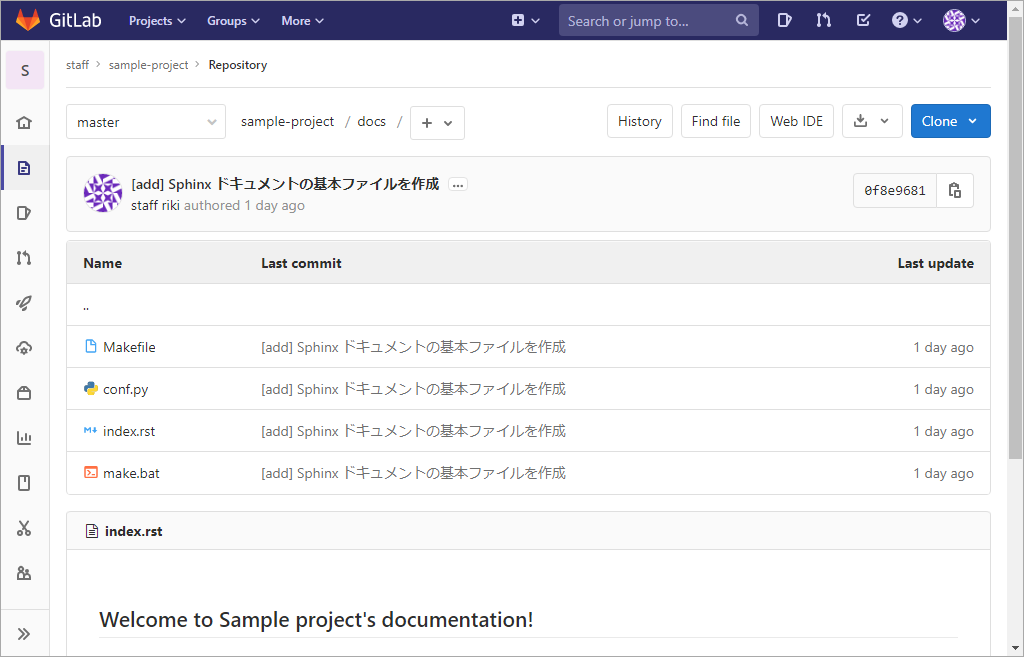 GitLab Projects Groups More Search or jump to...
S staff > sample-project > Repository
master sample-project / docs / + History Find file Web IDE Clone
[add] Sphinx ドキュメントの基本ファイルを作成 ...
staff riki authored 1 day ago
0f8e9681
Name Last commit Last update
..
Makefile [add] Sphinx ドキュメントの基本ファイルを作成 1 day ago
conf.py [add] Sphinx ドキュメントの基本ファイルを作成 1 day ago
index.rst [add] Sphinx ドキュメントの基本ファイルを作成 1 day ago
make.bat [add] Sphinx ドキュメントの基本ファイルを作成 1 day ago
index.rst
Welcome to Sample project's documentation!